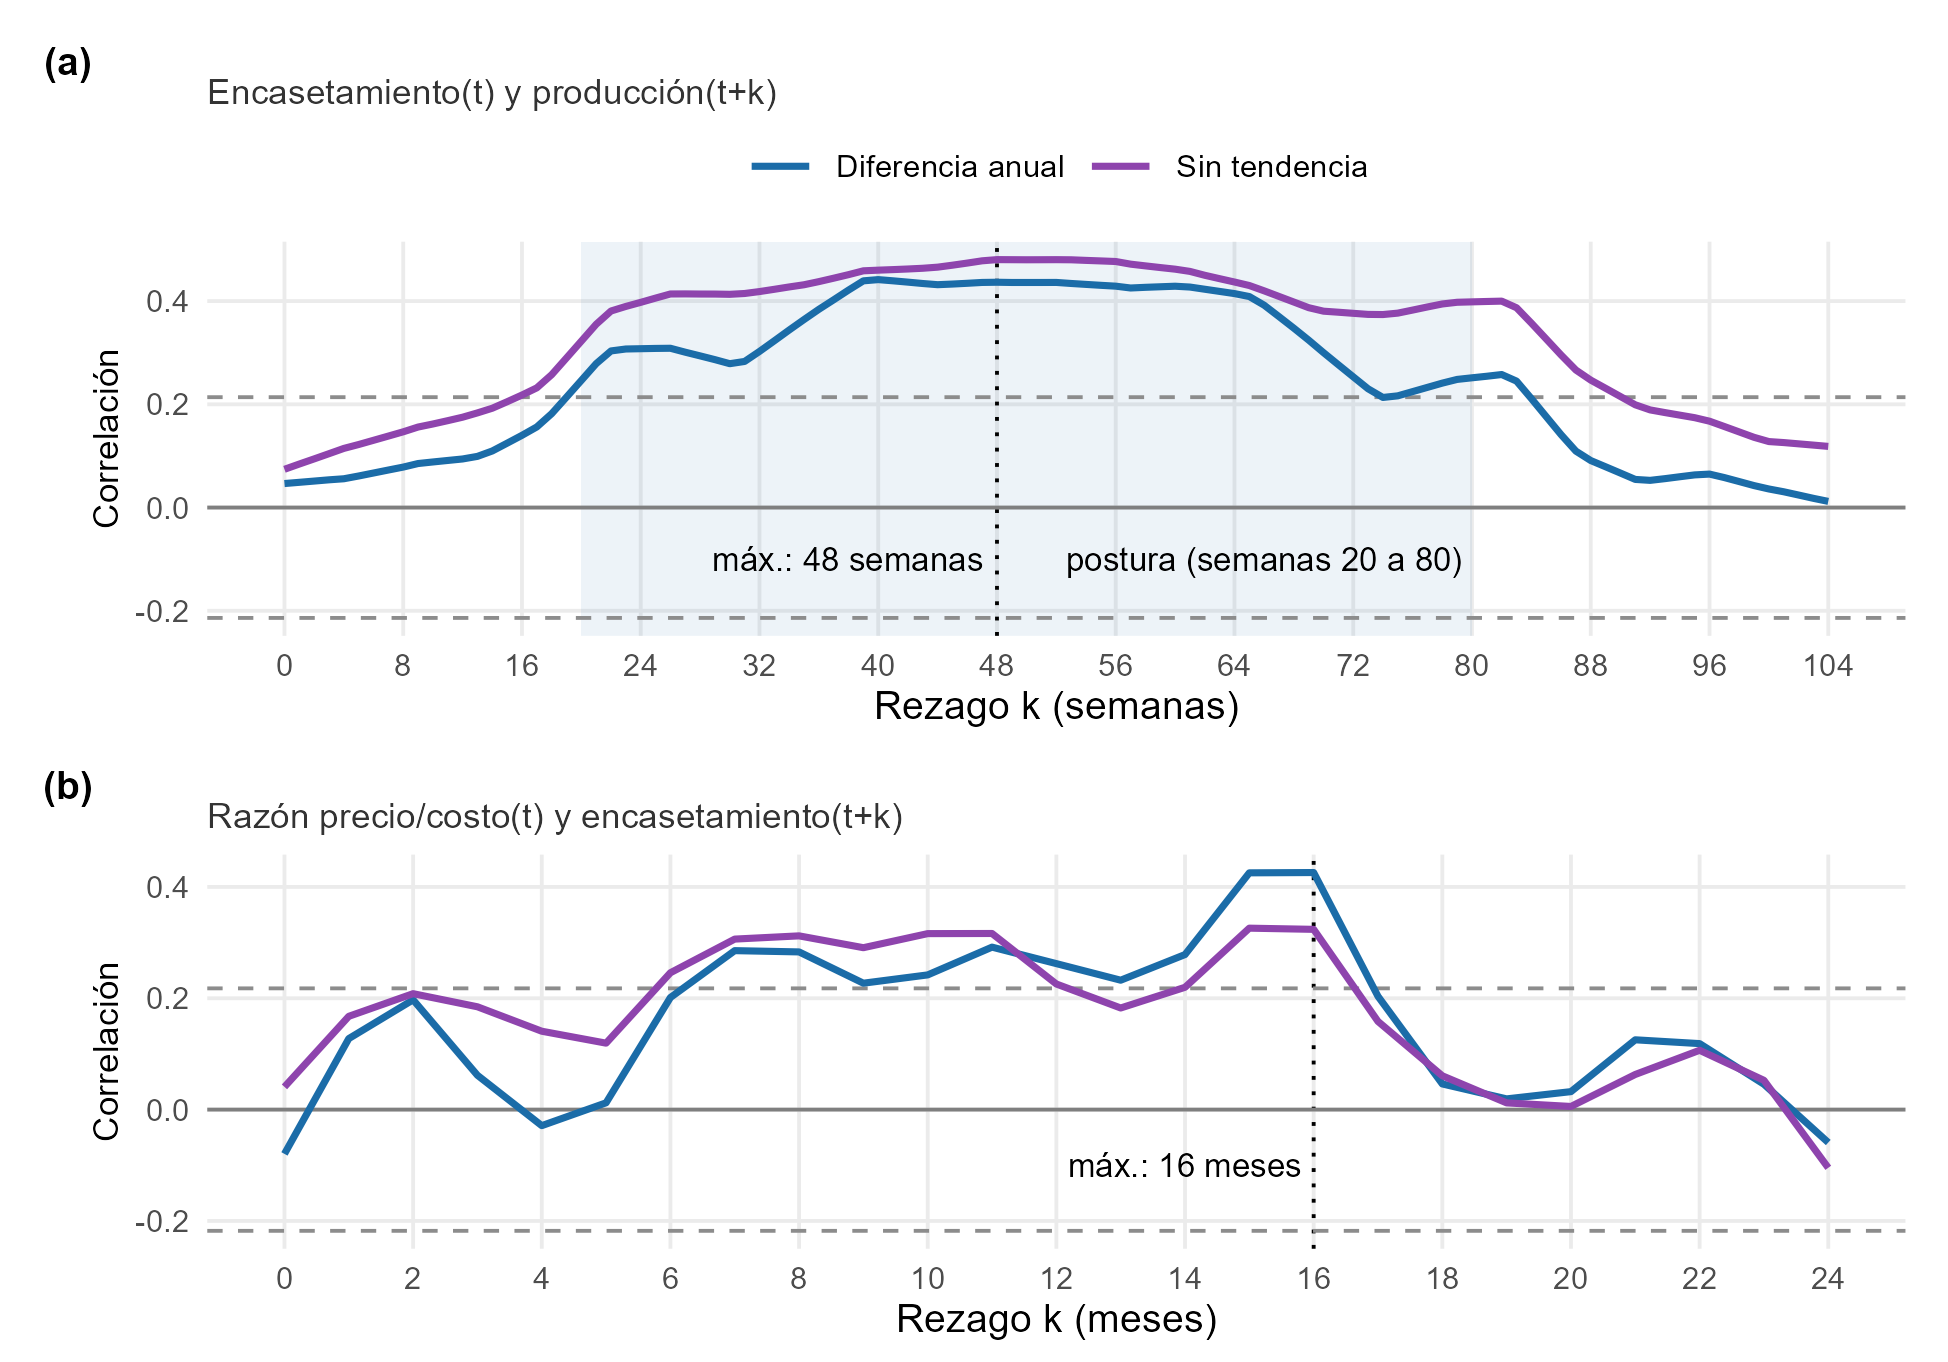 (a)
Encasetamiento(t) y producción(t+k)
Diferencia anual Sin tendencia
Correlación
0.4
0.2
0.0
-0.2
máx.: 48 semanas postura (semanas 20 a 80)
0 8 16 24 32 40 48 56 64 72 80 88 96 104
Rezago k (semanas)
(b)
Razón precio/costo(t) y encasetamiento(t+k)
Correlación
0.4
0.2
0.0
-0.2
máx.: 16 meses
0 2 4 6 8 10 12 14 16 18 20 22 24
Rezago k (meses)